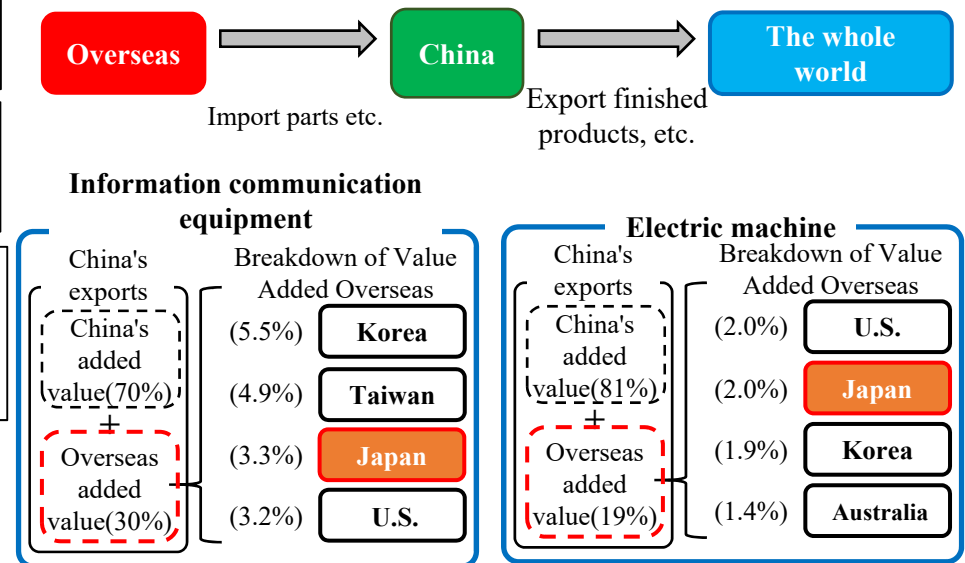 Overseas
China
The whole
world
Import parts etc.
Export finished
products, etc.
Information communication
equipment
China's
exports
China's
added
value(70%)
+
Overseas
added
value(30%)
Breakdown of Value
Added Overseas
(5.5%) Korea
(4.9%) Taiwan
(3.3%) Japan
(3.2%) U.S.
Electric machine
China's
exports
China's
added
value(81%)
+
Overseas
added
value(19%)
Breakdown of Value
Added Overseas
(2.0%) U.S.
(2.0%) Japan
(1.9%) Korea
(1.4%) Australia